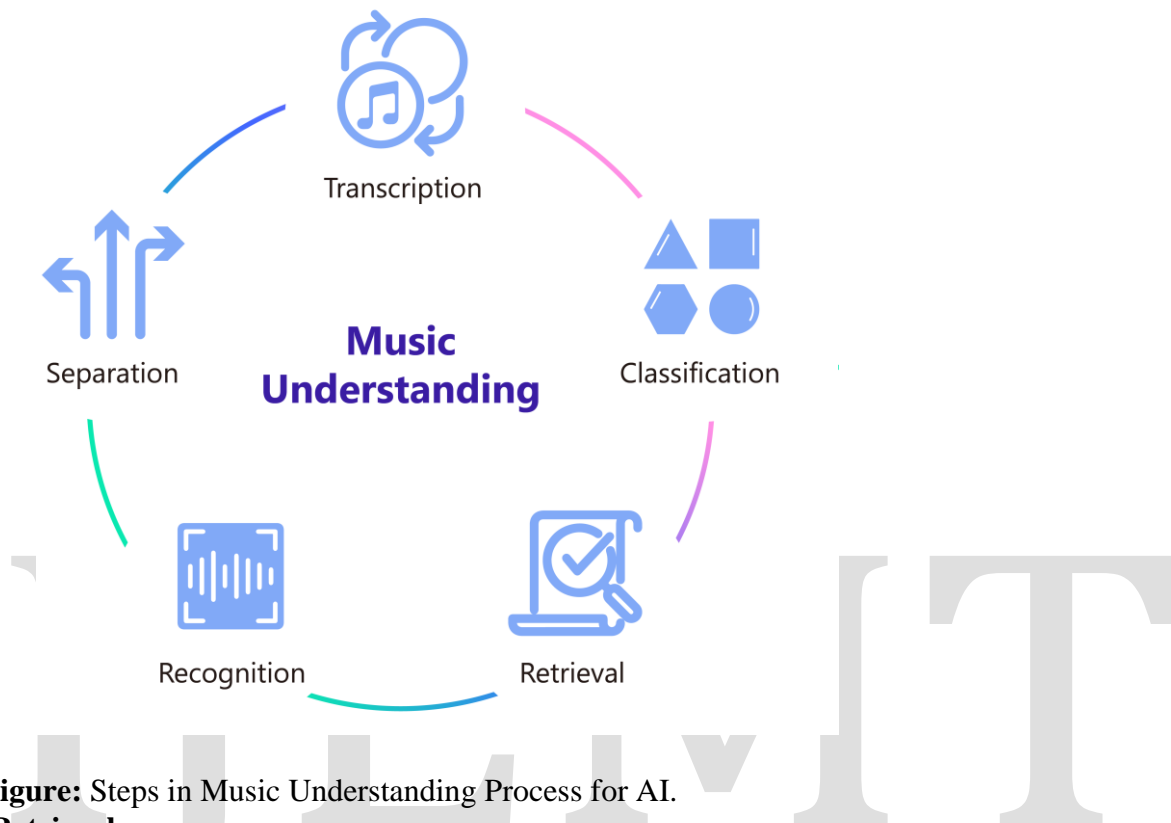 Transcription
Separation
Music
Understanding
Classification
Recognition
Retrieval
igure: Steps in Music Understanding Process for AI.